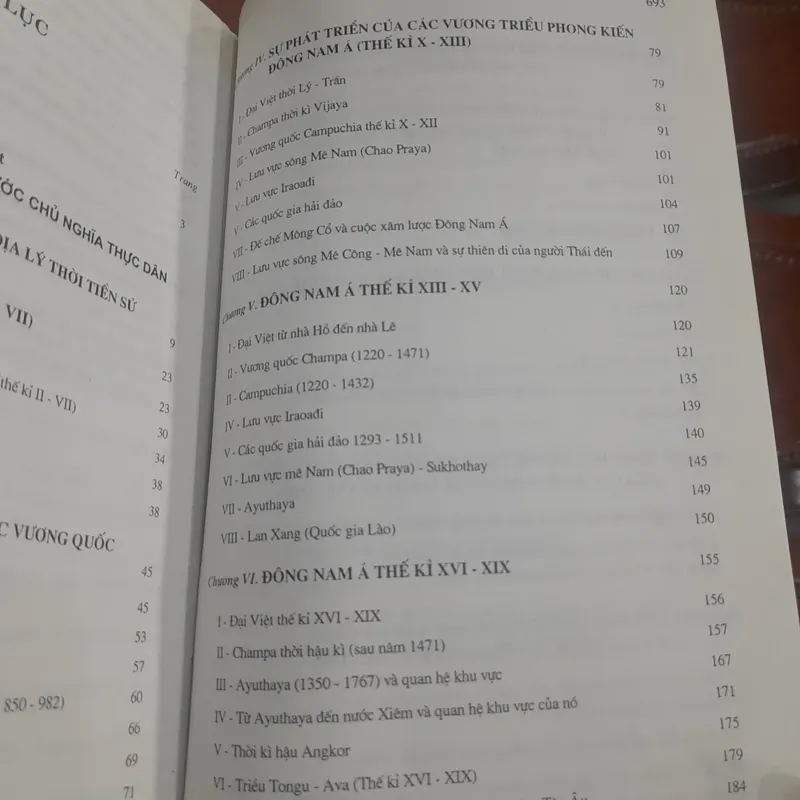 LỤC
Trang
ỚC CHỦ NGHĨA THỰC DÂN
3
ĐỊA LÝ THỜI TIỀN SỬ
VII)
9
23
thế kỉ II - VII) 23
30
34
38
38
C VƯƠNG QUỐC
45
45
53
57
850 - 982) 60
66
69
71
693
Chương IV. SỰ PHÁT TRIỂN CỦA CÁC VƯƠNG TRIỀU PHONG KIẾN
ĐÔNG NAM Á (THẾ KỈ X - XIII) 79
I - Đại Việt thời Lý - Trần 79
II - Champa thời kì Vijaya 81
III - Vương quốc Campuchia thế kỉ X - XII 91
IV - Lưu vực sông Mê Nam (Chao Praya) 101
V - Lưu vực Iraoađi 101
V - Các quốc gia hải đảo 104
VII - Đế chế Mông Cổ và cuộc xâm lược Đông Nam Á 107
VIII - Lưu vực sông Mê Công - Mê Nam và sự thiên di của người Thái đến 109
Chương V. ĐÔNG NAM Á THẾ KỈ XIII - XV 120
I - Đại Việt từ nhà Hồ đến nhà Lê 120
II - Vương quốc Champa (1220 - 1471) 121
II - Campuchia (1220 - 1432) 135
IV - Lưu vực Iraoađi 139
V - Các quốc gia hải đảo 1293 - 1511 140
VI - Lưu vực mê Nam (Chao Praya) - Sukhothay 145
VII - Ayuthaya 149
VIII - Lan Xang (Quốc gia Lào) 150
Chương VI. ĐÔNG NAM Á THẾ KỈ XVI - XIX 155
I - Đại Việt thế kỉ XVI - XIX 156
II - Champa thời hậu kì (sau năm 1471) 157
III - Ayuthaya (1350 - 1767) và quan hệ khu vực 167
IV - Từ Ayuthaya đến nước Xiêm và quan hệ khu vực của nó 171
V - Thời kì hậu Angkor 175
VI - Triều Tongu - Ava (Thế kỉ XVI - XIX) 179
184